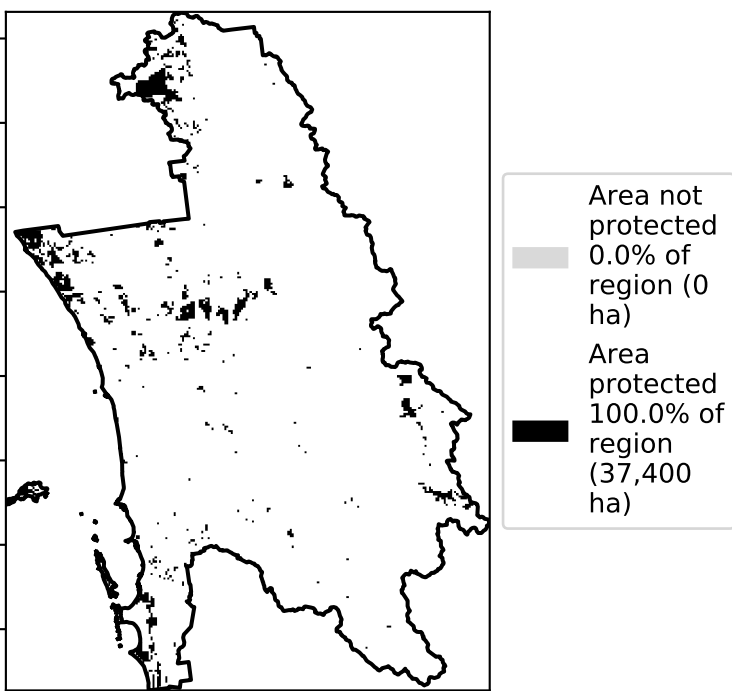 Area not
protected
0.0% of
region (0
ha)
Area
protected
100.0% of
region
(37,400
ha)